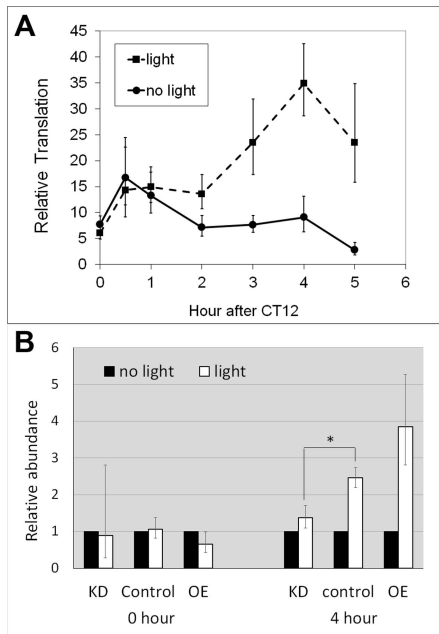 A
Relative Translation
45
40
35
30
25
20
15
10
5
0
light
no light
0 1 2 3 4 5 6
Hour after CT12
B
Relative abundance
6
5
4
3
2
1
0
no light light
*
KD Control OE KD control OE
0 hour 4 hour